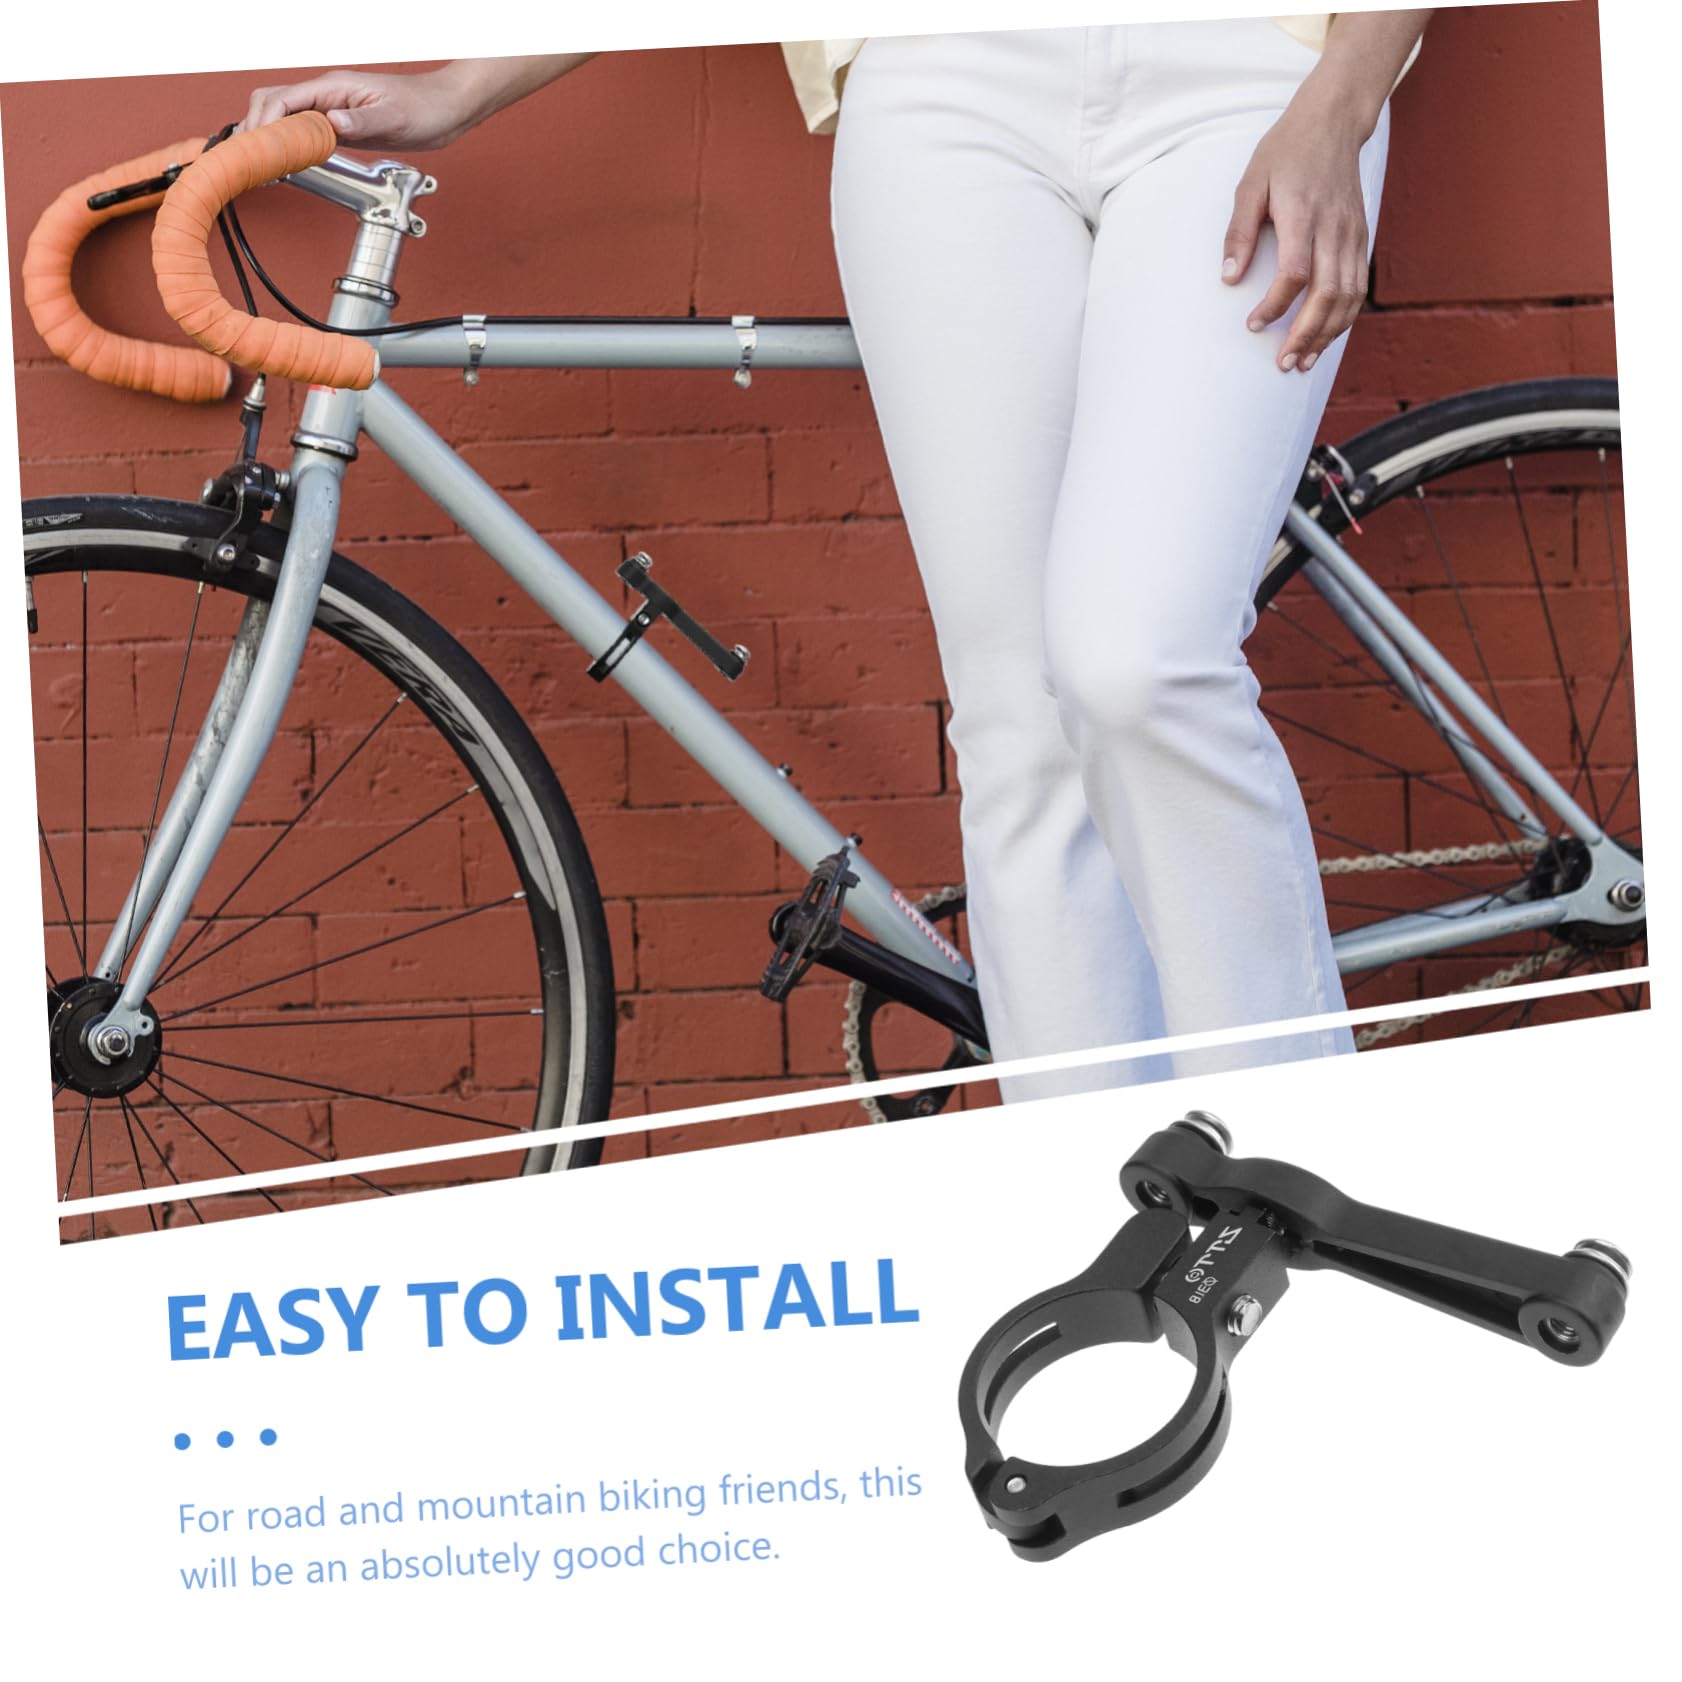 EASY TO INSTALL
For road and mountain biking friends, this
will be an absolutely good choice.